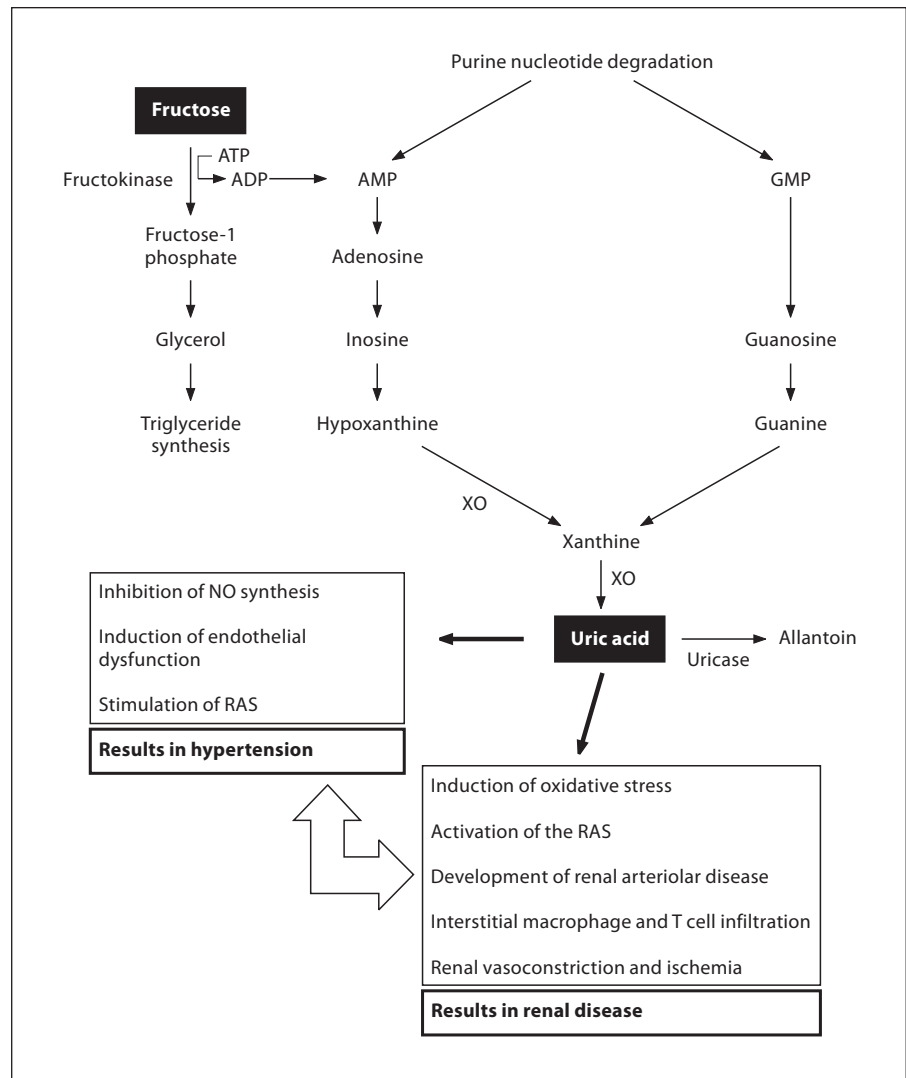 Purine nucleotide degradation
Fructose
ATP
Fructokinase
ADP
AMP
GMP
Fructose-1
phosphate
Adenosine
Glycerol
Inosine
Guanosine
Triglyceride
synthesis
Hypoxanthine
Guanine
XO
Xanthine
XO
Inhibition of NO synthesis
Induction of endothelial
dysfunction
Stimulation of RAS
Results in hypertension
Uric acid
Uricase
Allantoin
Induction of oxidative stress
Activation of the RAS
Development of renal arteriolar disease
Interstitial macrophage and T cell infiltration
Renal vasoconstriction and ischemia
Results in renal disease